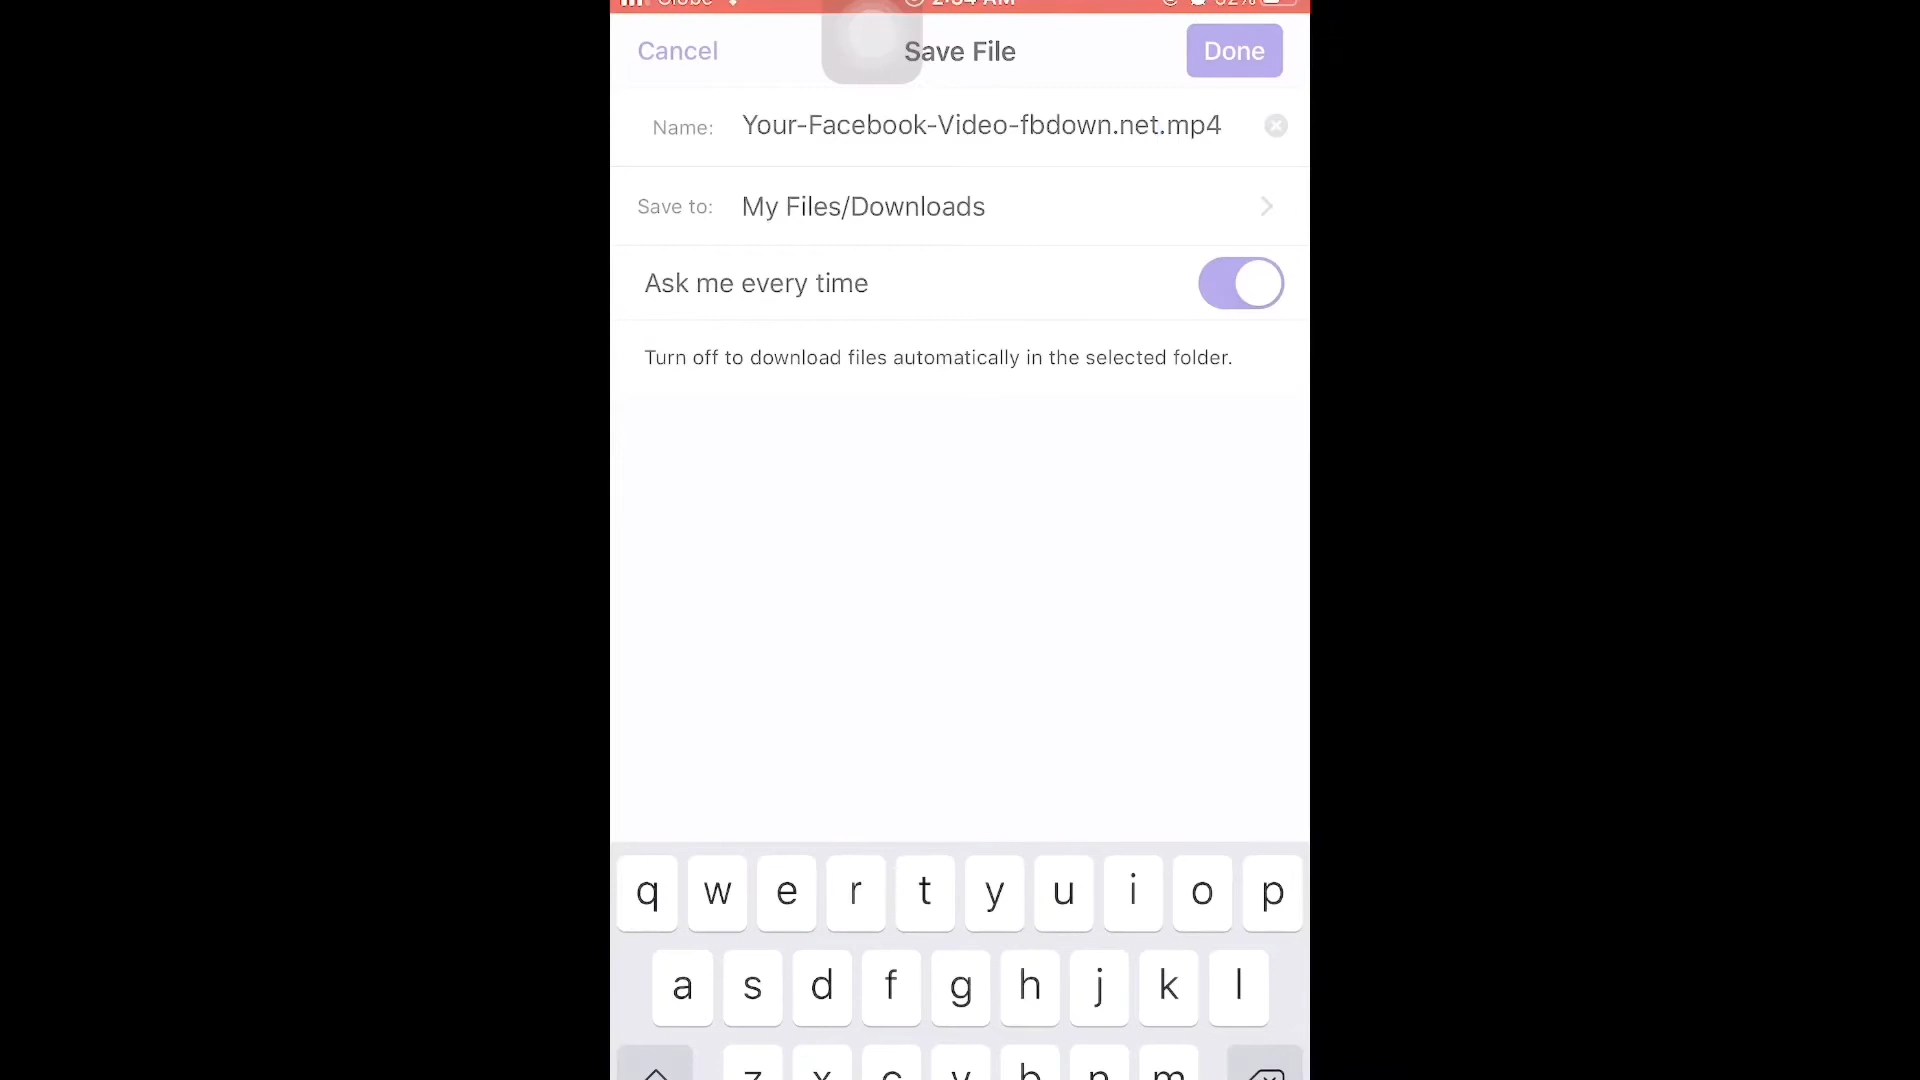 Cancel
Save File
Done
Name: Your-Facebook-Video-fbdown.net.mp4
Save to: My Files/Downloads
Ask me every time
Turn off to download files automatically in the selected folder.
q w e r t y u i o p
a s d f g h j k l
z x c v b n m